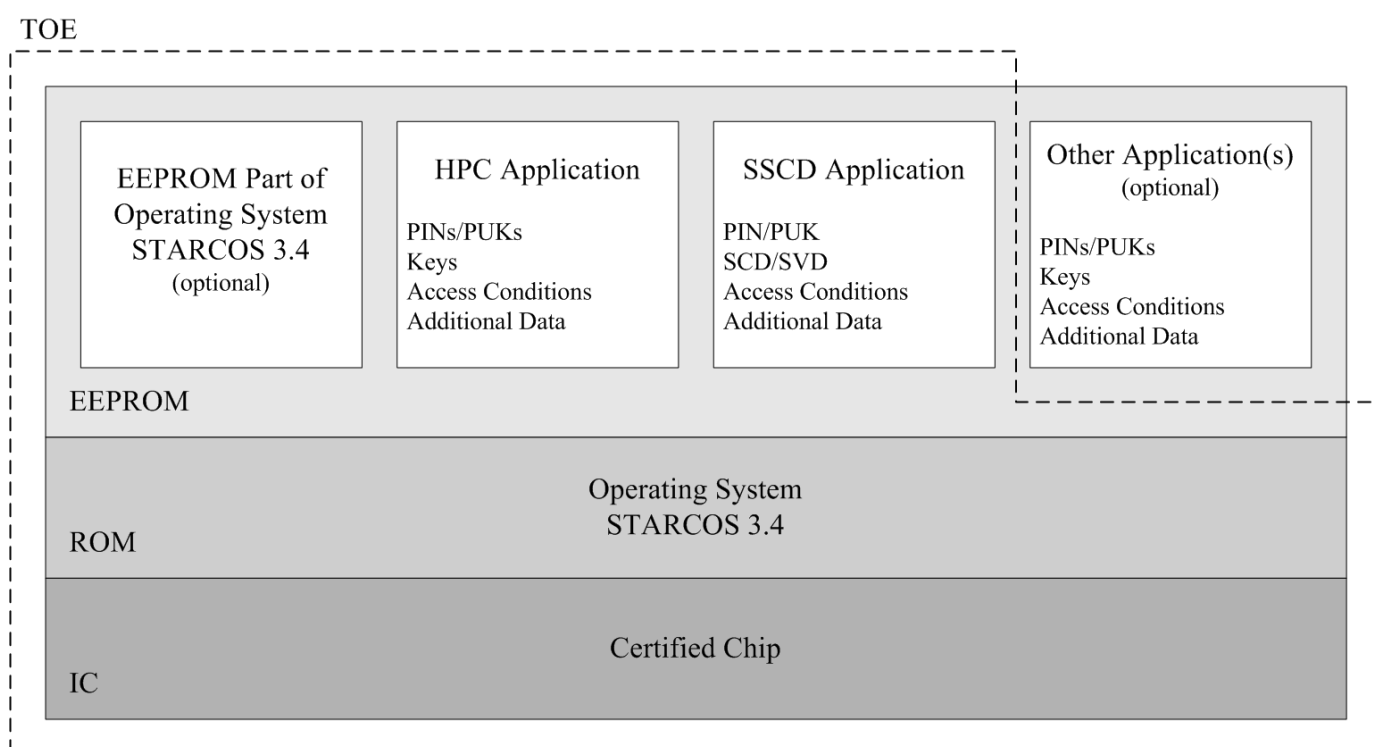 TOE
EEPROM Part of
Operating System
STARCOS 3.4
(optional)
HPC Application
PINs/PUKs
Keys
Access Conditions
Additional Data
SSCD Application
PIN/PUK
SCD/SVD
Access Conditions
Additional Data
Other Application(s)
(optional)
PINs/PUKs
Keys
Access Conditions
Additional Data
EEPROM
Operating System
STARCOS 3.4
ROM
Certified Chip
IC